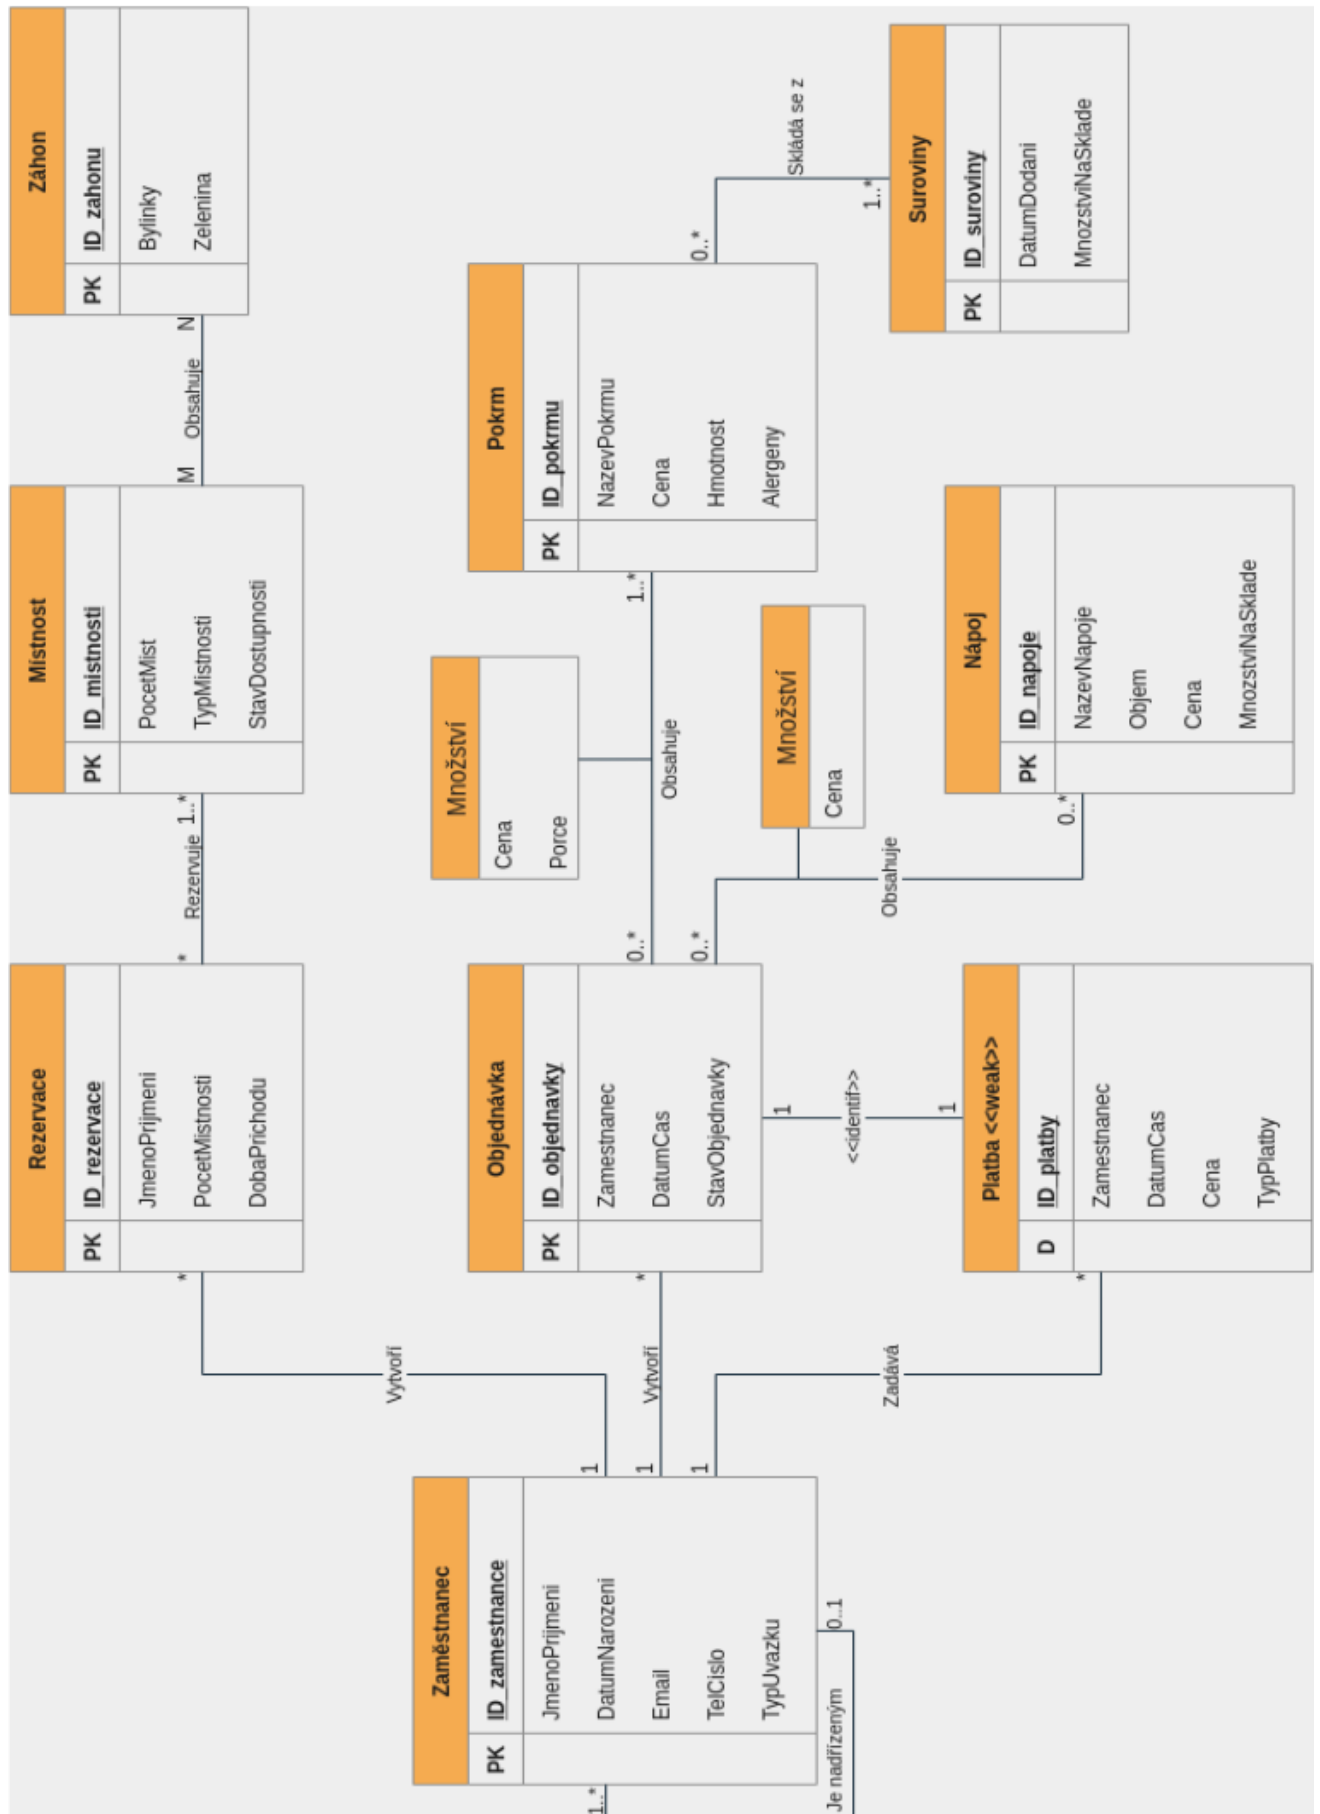 Zaměstnanec
PK ID_zamestnance
JmenoPrijmeni
DatumNarozeni
Email
TelCislo
TypUvazku
1..*
Je nadřízeným
0..1
1
1
1
Vytvoří
Vytvoří
Zadává
*
*
*
Rezervace
PK ID_rezervace
JmenoPrijmeni
PocetMistnosti
DobaPrichodu
*
Rezervuje
1..*
Místnost
PK ID_mistnosti
PocetMist
TypMistnosti
StavDostupnosti
M
Obsahuje
N
Záhon
PK ID_zahonu
Bylinky
Zelenina
Objednávka
PK ID_objednavky
Zamestnanec
DatumCas
StavObjednavky
0..*
0..*
Množství
Cena
Porce
Obsahuje
1..*
Pokrm
PK ID_pokrmu
NazevPokrmu
Cena
Hmotnost
Alergeny
0..*
Skládá se z
1..*
Suroviny
PK ID_suroviny
DatumDodani
MnozstviNaSklade
Množství
Cena
Obsahuje
0..*
Nápoj
PK ID_napoje
NazevNapoje
Objem
Cena
MnozstviNaSklade
1
<<identif>>
1
Platba <<weak>>
D ID_platby
Zamestnanec
DatumCas
Cena
TypPlatby